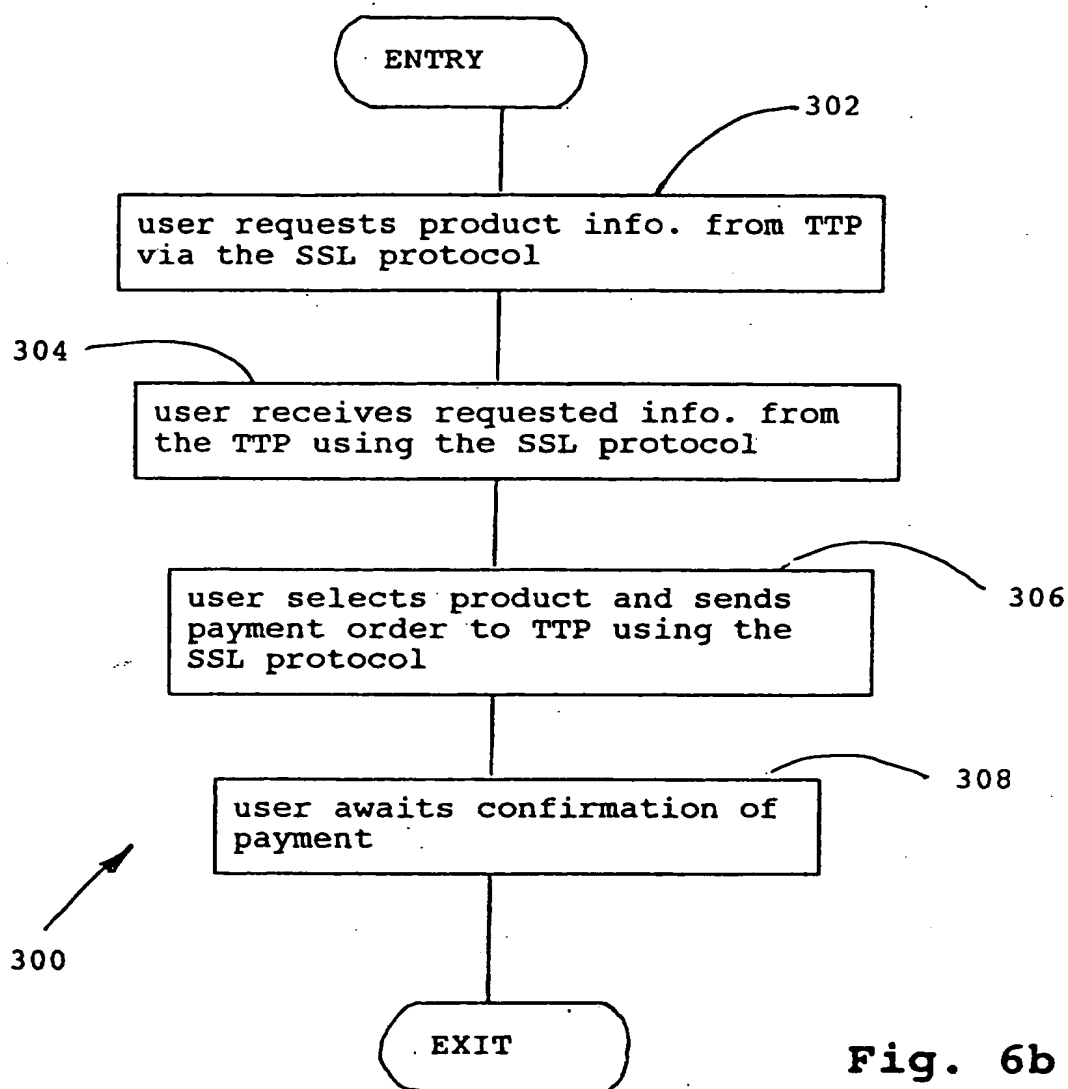 ENTRY
302
user requests product info. from TTP
via the SSL protocol
304
user receives requested info. from
the TTP using the SSL protocol
user selects product and sends
payment order to TTP using the
SSL protocol
306
user awaits confirmation of
payment
308
300
EXIT
Fig. 6b